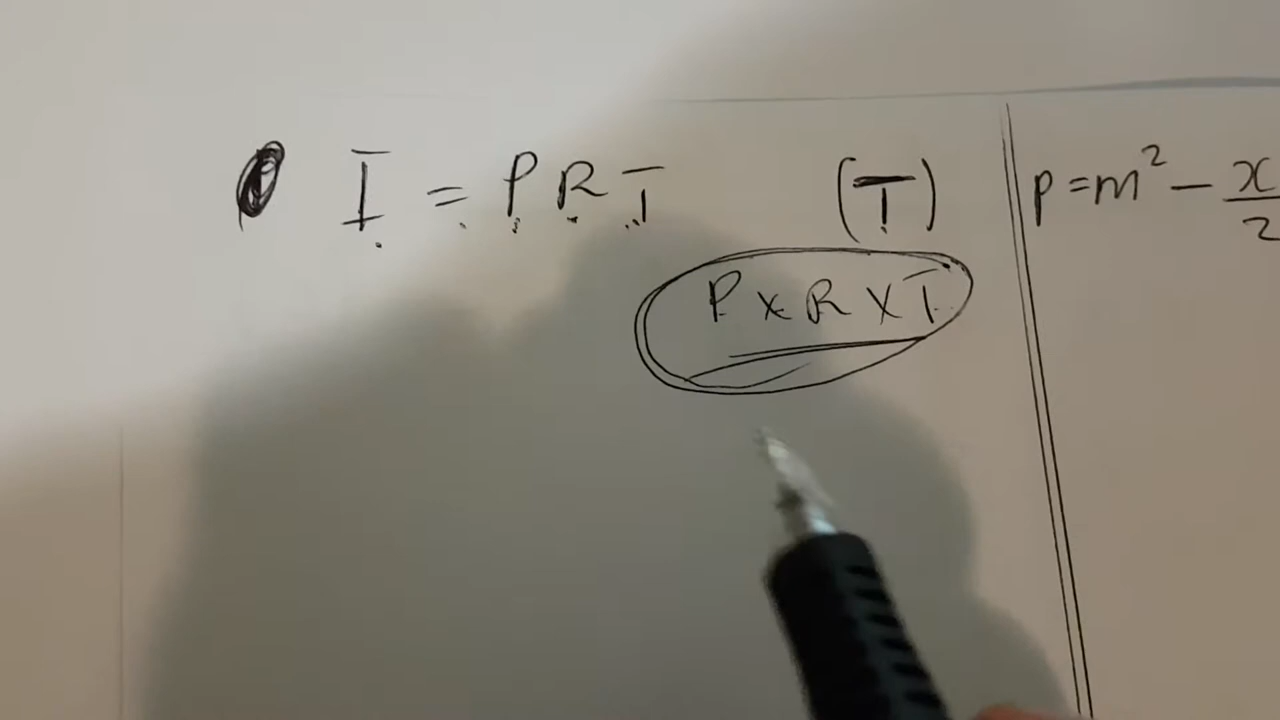 I = PRT (T)
P x R x T
p = m² - x/2